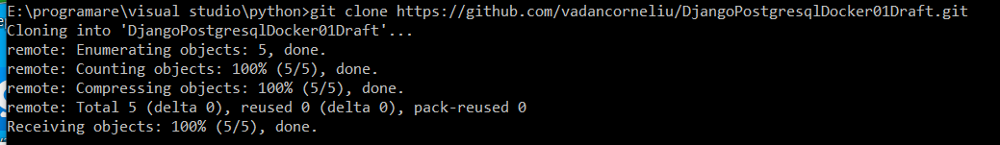 E:\programare\visual studio\python>git clone https://github.com/vadancorneliu/DjangoPostgresqlDocker01Draft.git
Cloning into 'DjangoPostgresqlDocker01Draft'...
remote: Enumerating objects: 5, done.
remote: Counting objects: 100% (5/5), done.
remote: Compressing objects: 100% (5/5), done.
remote: Total 5 (delta 0), reused 0 (delta 0), pack-reused 0
Receiving objects: 100% (5/5), done.